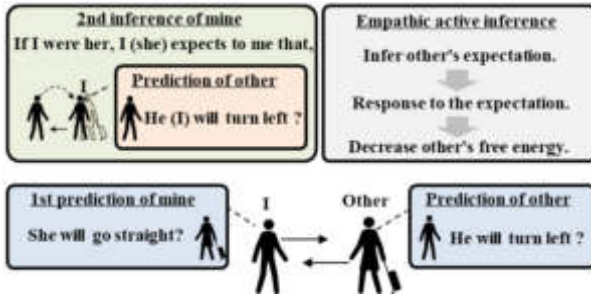 2nd inference of mine
If I were her, I (she) expects to me that,
I
Prediction of other
He (I) will turn left ?
Empathic active inference
Infer other's expectation.
Response to the expectation.
Decrease other's free energy.
1st prediction of mine
She will go straight?
I
Other
Prediction of other
He will turn left ?